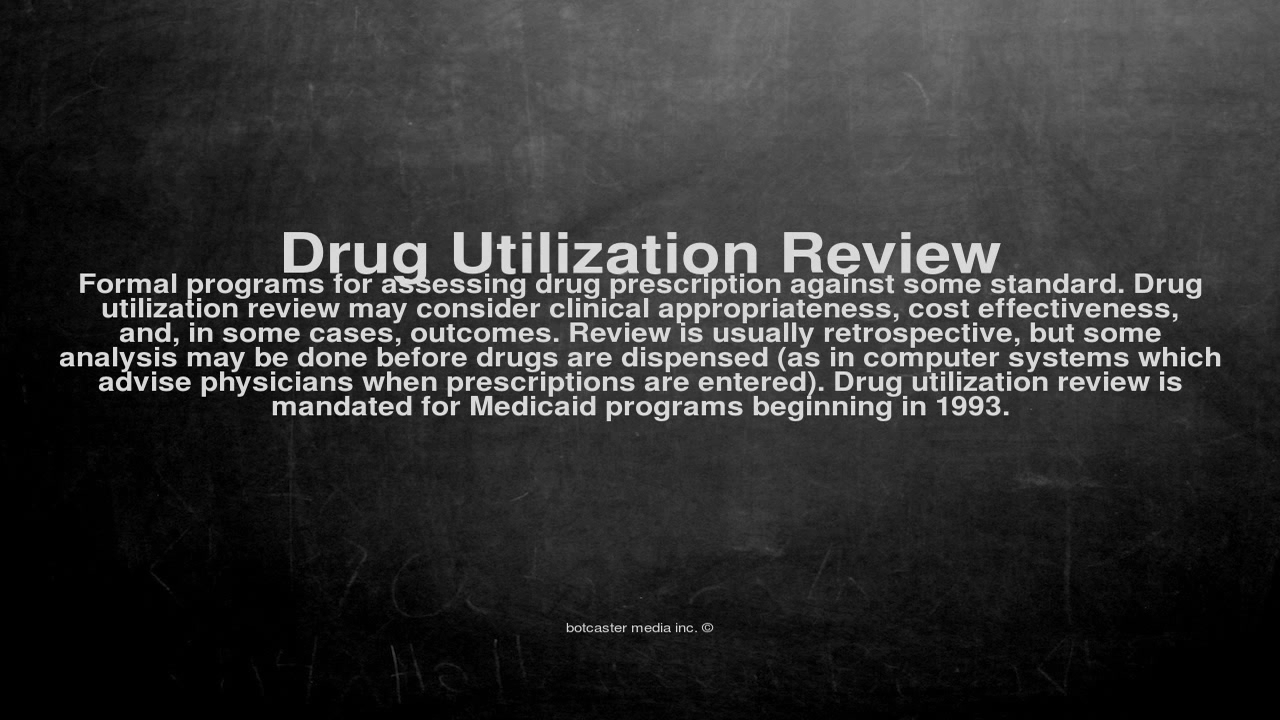 Drug Utilization Review
Formal programs for assessing drug prescription against some standard. Drug
utilization review may consider clinical appropriateness, cost effectiveness,
and, in some cases, outcomes. Review is usually retrospective, but some
analysis may be done before drugs are dispensed (as in computer systems which
advise physicians when prescriptions are entered). Drug utilization review is
mandated for Medicaid programs beginning in 1993.
botcaster media inc. ©